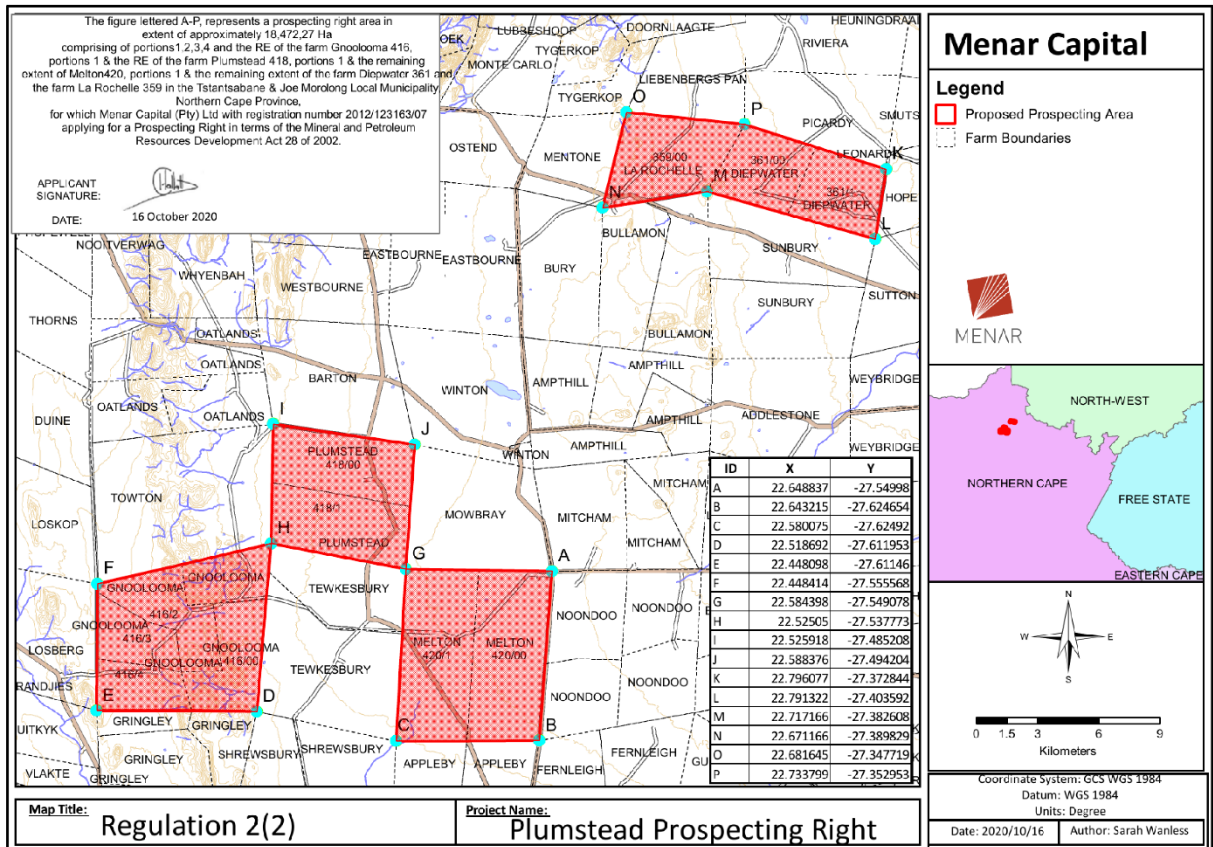 The figure lettered A-P, represents a prospecting right area in
extent of approximately 18,472,27 Ha
comprising of portions1,2,3,4 and the RE of the farm Gnoolooma 416,
portions 1 & the RE of the farm Plumstead 418, portions 1 & the remaining
extent of Melton420, portions 1 & the remaining extent of the farm Diepwater 361 and
the farm La Rochelle 359 in the Tstantsabane & Joe Morolong Local Municipality
Northern Cape Province,
for which Menar Capital (Pty) Ltd with registration number 2012/123163/07
applying for a Prospecting Right in terms of the Mineral and Petroleum
Resources Development Act 28 of 2002.
APPLICANT
SIGNATURE:
DATE: 16 October 2020
OEK
LUBBESHOOP
DOORNLAAGTE
HEUNINGDRAAI
TYGERKOP
RIVIERA
MONTE CARLO
LIEBENBERGS PAN
TYGERKOP
O
P
PICARDY
SMUTS
OSTEND
MENTONE
359/00
LA ROCHELLE
361/00
DIEPWATER
LEONARD
K
M
361/1
DIEPWATER
HOPE
N
L
BULLAMON
SUNBURY
NOOITVERWAG
EASTBOURNE
EASTBOURNE
BURY
WHYENBAH
WESTBOURNE
SUNBURY
SUTTON
THORNS
OATLANDS
BULLAMON
OATLANDS
BARTON
WINTON
AMPTHILL
AMPTHILL
WEYBRIDGE
DUINE
OATLANDS
OATLANDS
I
AMPTHILL
ADDLESTONE
J
AMPTHILL
WEYBRIDGE
PLUMSTEAD
418/00
WINTON
TOWTON
418/1
MITCHAM
LOSKOP
MOWBRAY
MITCHAM
H
PLUMSTEAD
MITCHAM
F
G
A
GNOOLOOMA
GNOOLOOMA
TEWKESBURY
416/2
NOONDOO
NOONDOO
GNOOLOOMA
416/3
LOSBERG
GNOOLOOMA
MELTON
420/1
MELTON
420/00
GNOOLOOMA
416/00
416/4
TEWKESBURY
RANDJIES
NOONDOO
E
D
GRINGLEY
GRINGLEY
C
B
UITKYK
SHREWSBURY
SHREWSBURY
FERNLEIGH
GRINGLEY
APPLEBY
APPLEBY
FERNLEIGH
VLAKTE
GRINGLEY
ID X Y
A 22.648837 -27.54998
B 22.643215 -27.624654
C 22.580075 -27.62492
D 22.518692 -27.611953
E 22.448098 -27.61146
F 22.448414 -27.555568
G 22.584398 -27.549078
H 22.52505 -27.537773
I 22.525918 -27.485208
J 22.588376 -27.494204
K 22.796077 -27.372844
L 22.791322 -27.403592
M 22.717166 -27.382608
N 22.671166 -27.389829
O 22.681645 -27.347719
P 22.733799 -27.352953
Menar Capital
Legend
Proposed Prospecting Area
Farm Boundaries
MENAR
NORTH-WEST
NORTHERN CAPE
FREE STATE
EASTERN CAPE
N
W E
S
0 1.5 3 6 9
Kilometers
Coordinate System: GCS WGS 1984
Datum: WGS 1984
Units: Degree
Date: 2020/10/16 Author: Sarah Wanless
Map Title:
Regulation 2(2)
Project Name:
Plumstead Prospecting Right